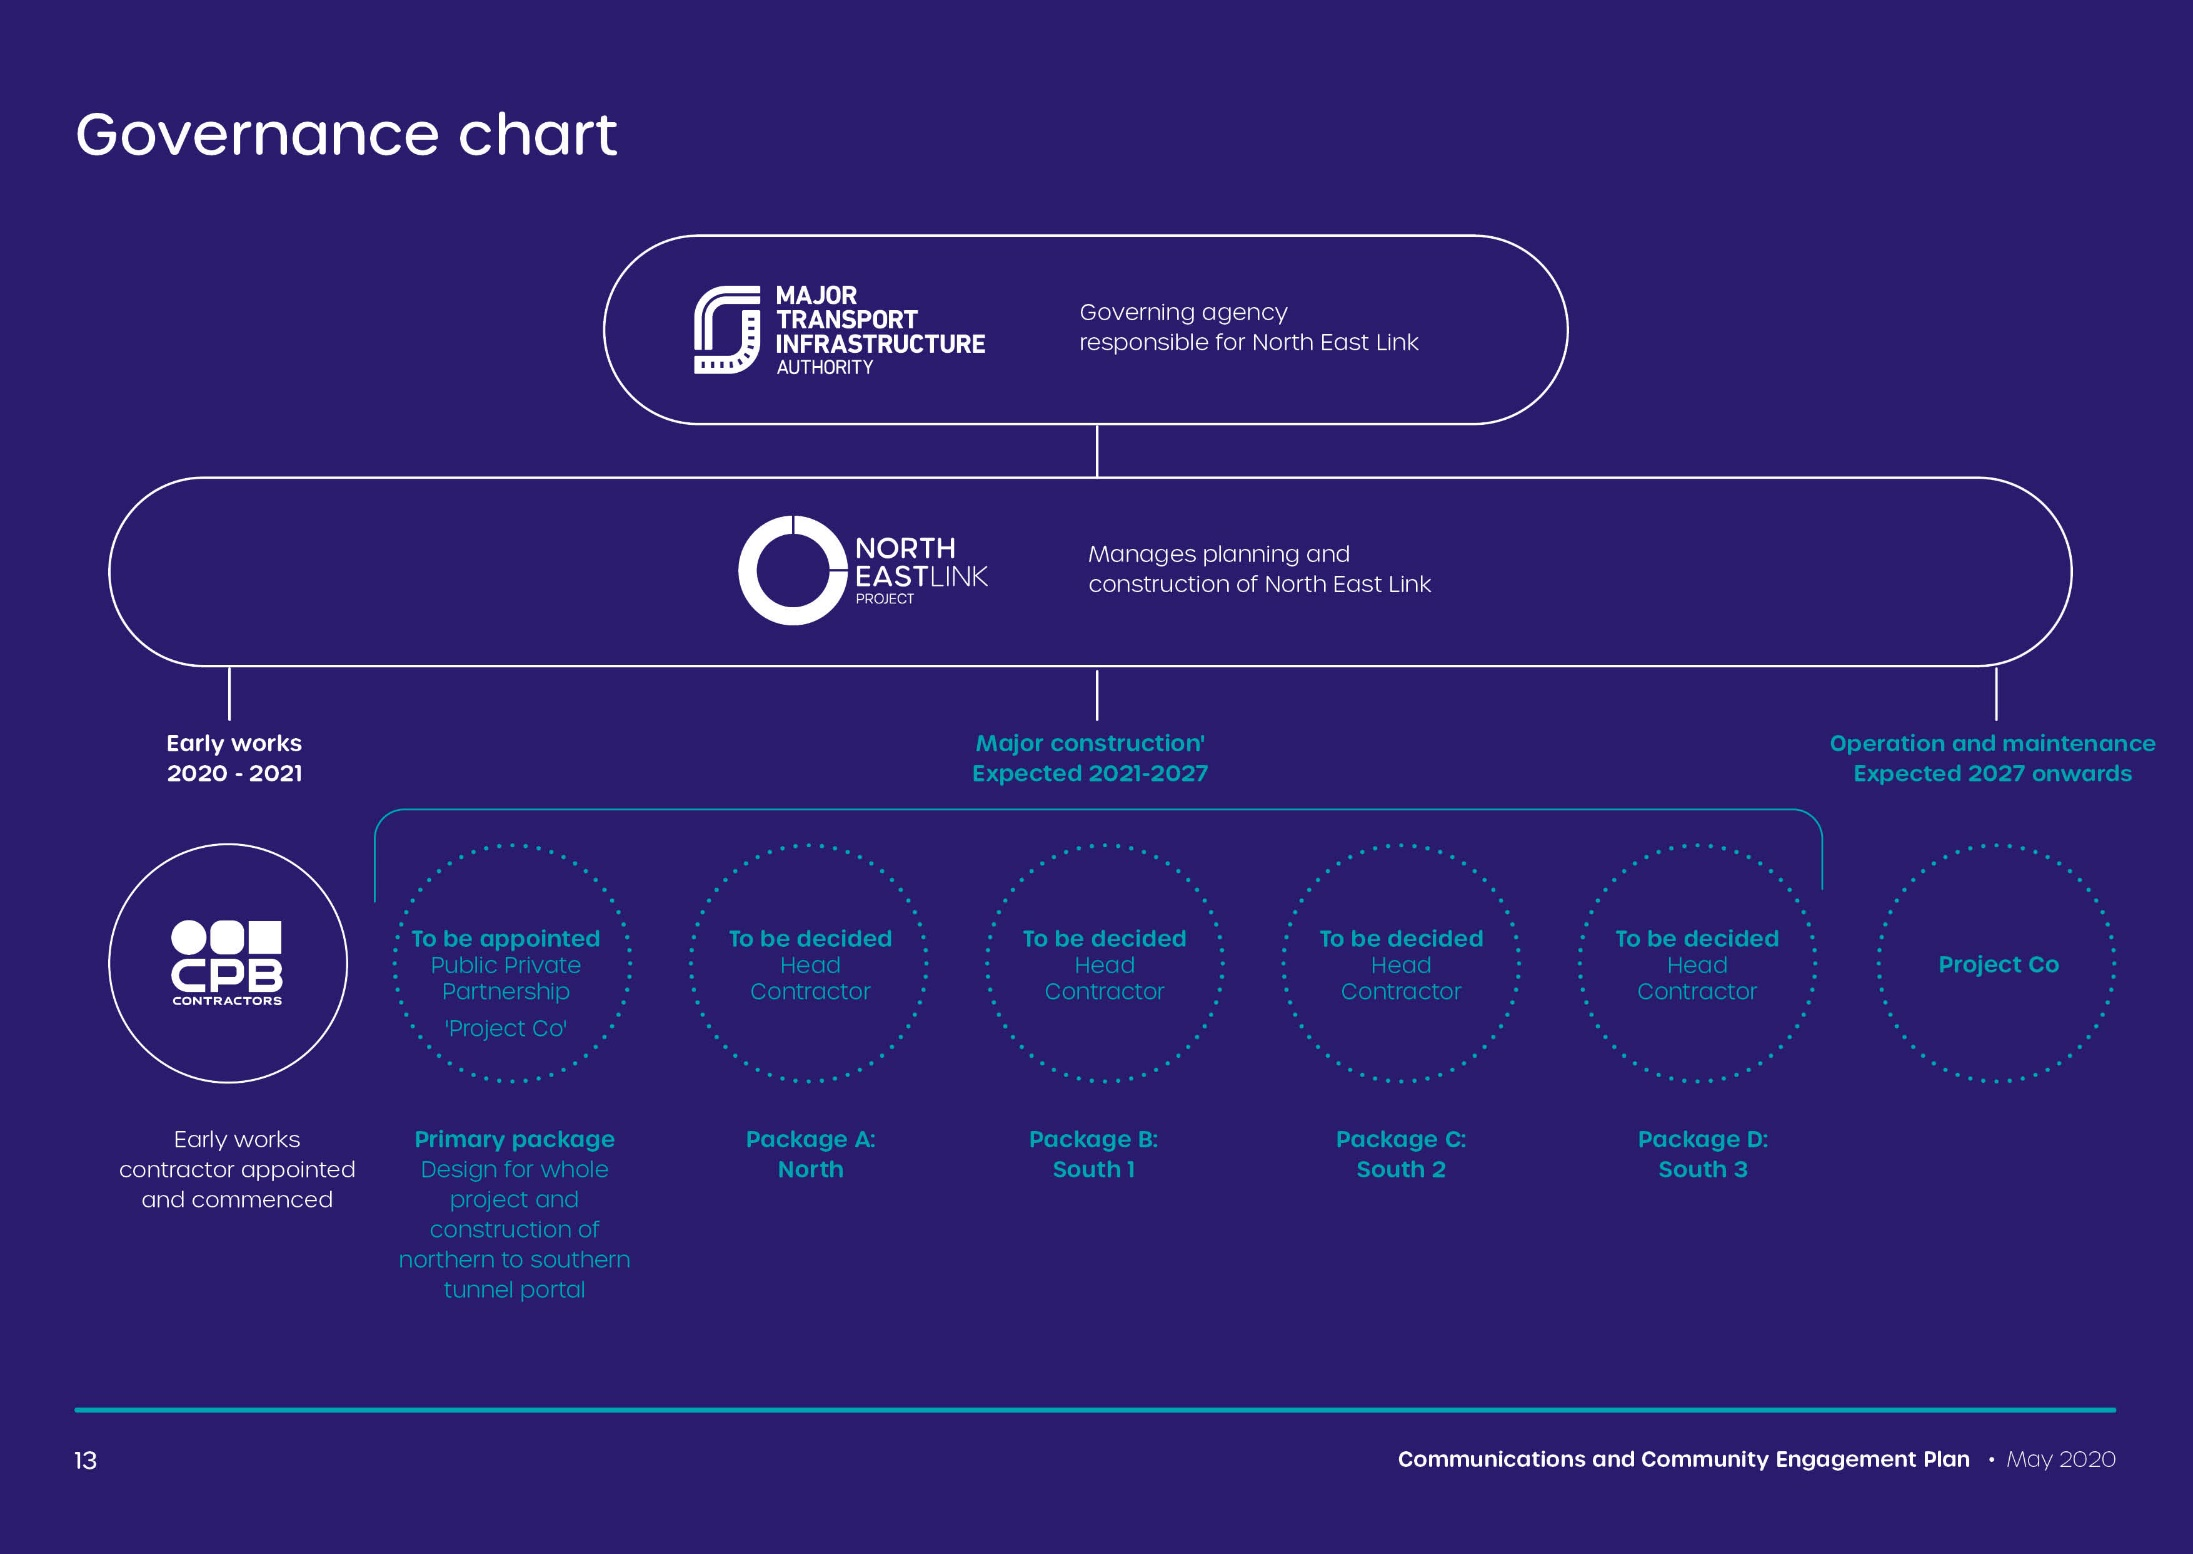 Governance chart
MAJOR
TRANSPORT
INFRASTRUCTURE
AUTHORITY
Governing agency
responsible for North East Link
NORTH
EASTLINK
PROJECT
Manages planning and
construction of North East Link
Early works
2020 - 2021
Major construction'
Expected 2021-2027
Operation and maintenance
Expected 2027 onwards
CPB
CONTRACTORS
To be appointed
Public Private
Partnership
'Project Co'
To be decided
Head
Contractor
To be decided
Head
Contractor
To be decided
Head
Contractor
To be decided
Head
Contractor
Project Co
Early works
contractor appointed
and commenced
Primary package
Design for whole
project and
construction of
northern to southern
tunnel portal
Package A:
North
Package B:
South 1
Package C:
South 2
Package D:
South 3
13
Communications and Community Engagement Plan • May 2020